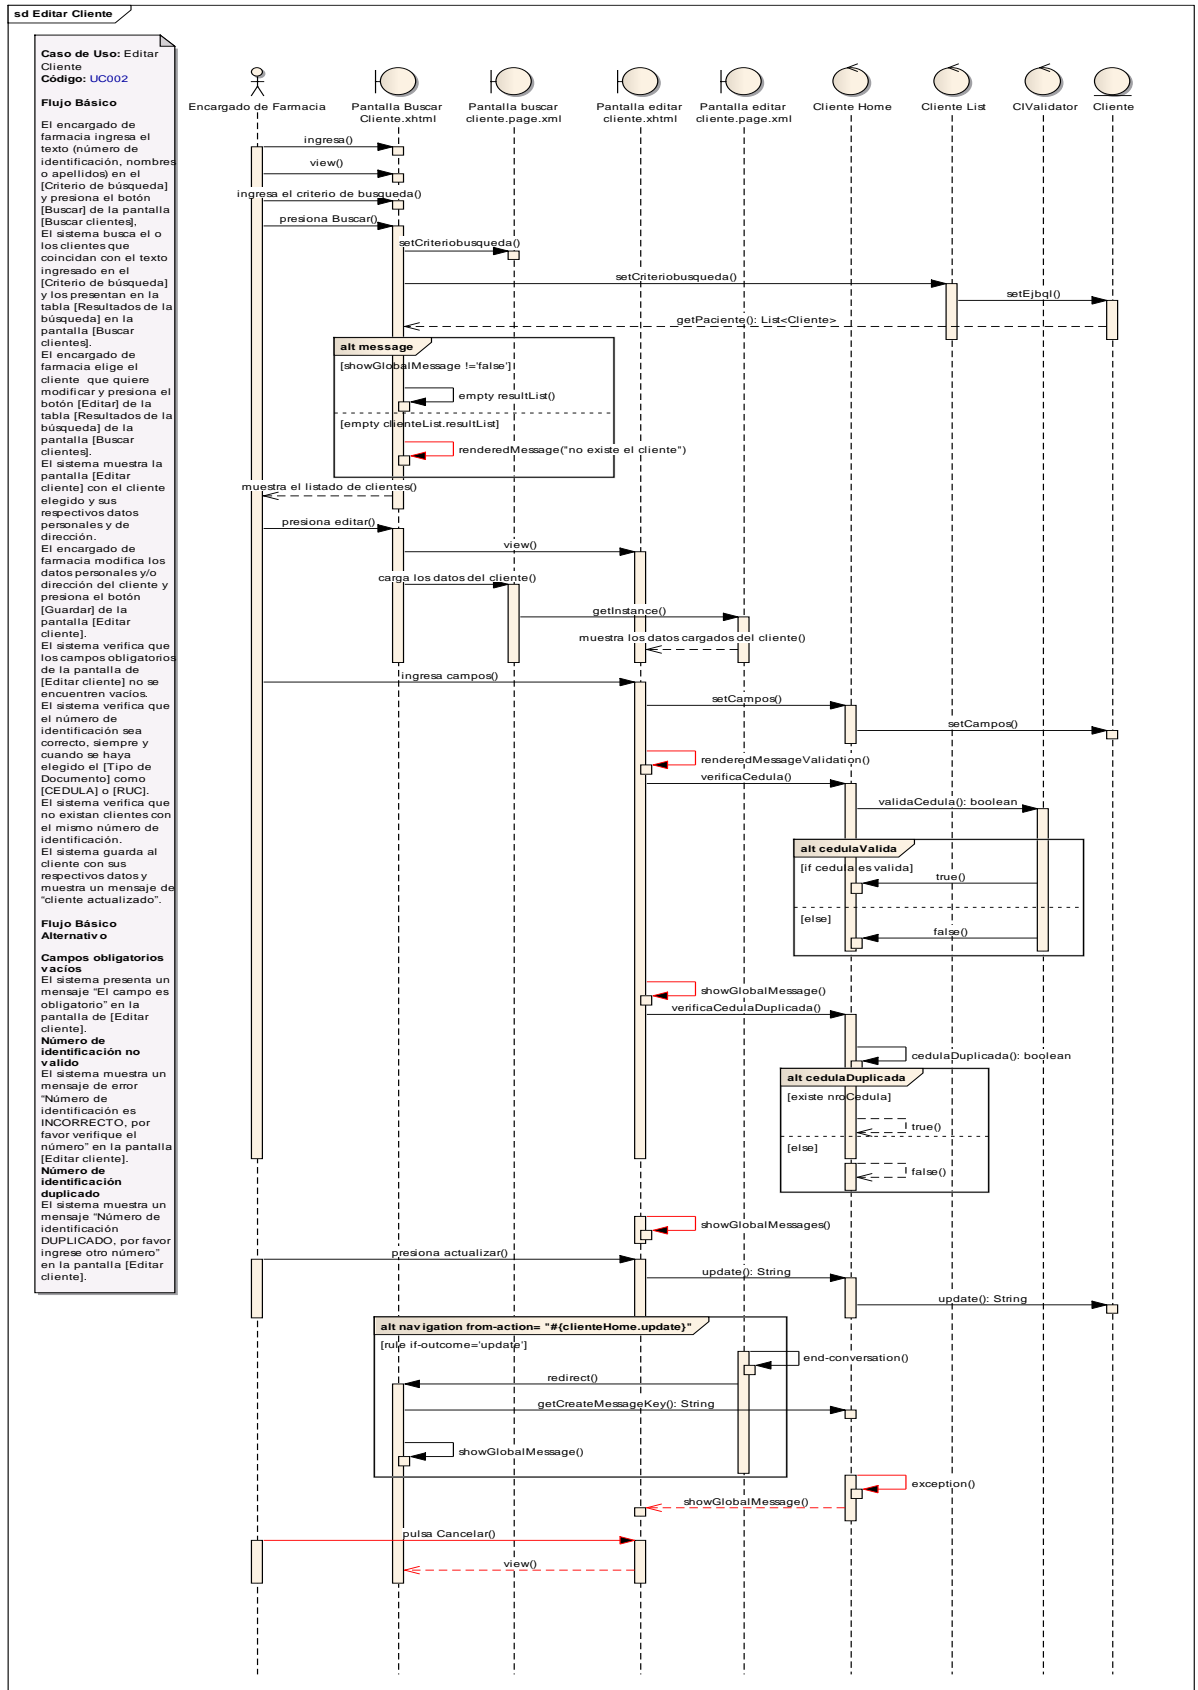 sd Editar Cliente
Caso de Uso: Editar
Cliente
Código: UC002
Flujo Básico
El encargado de
farmacia ingresa el
texto (número de
identificación, nombres
o apellidos) en el
[Criterio de búsqueda]
y presiona el botón
[Buscar] de la pantalla
[Buscar clientes],
El sistema busca el o
los clientes que
coincidan con el texto
ingresado en el
[Criterio de búsqueda]
y los presentan en la
tabla [Resultados de la
búsqueda] en la
pantalla [Buscar
clientes].
El encargado de
farmacia elige el
cliente  que quiere
modificar y presiona el
botón [Editar] de la
tabla [Resultados de la
búsqueda] de la
pantalla [Buscar
clientes].
El sistema muestra la
pantalla [Editar
cliente] con el cliente
elegido y sus
respectivos datos
personales y de
dirección.
El encargado de
farmacia modifica los
datos personales y/o
dirección del cliente y
presiona el botón
[Guardar] de la
pantalla [Editar
cliente].
El sistema verifica que
los campos obligatorios
de la pantalla de
[Editar cliente] no se
encuentren vacíos.
El sistema verifica que
el número de
identificación sea
correcto, siempre y
cuando se haya
elegido el [Tipo de
Documento] como
[CEDULA] o [RUC].
El sistema verifica que
no existan clientes con
el mismo número de
identificación.
El sistema guarda al
cliente con sus
respectivos datos y
muestra un mensaje de
“cliente actualizado”.
Flujo Básico
Alternativo
Campos obligatorios
vacíos
El sistema presenta un
mensaje “El campo es
obligatorio” en la
pantalla de [Editar
cliente].
Número de
identificación no
valido
El sistema muestra un
mensaje de error
“Número de
identificación es
INCORRECTO, por
favor verifique el
número” en la pantalla
[Editar cliente].
Número de
identificación
duplicado
El sistema muestra un
mensaje “Número de
identificación
DUPLICADO, por favor
ingrese otro número”
en la pantalla [Editar
cliente].
Encargado de Farmacia
Pantalla Buscar
Cliente.xhtml
Pantalla buscar
cliente.page.xml
Pantalla editar
cliente.xhtml
Pantalla editar
cliente.page.xml
Cliente Home
Cliente List
CIValidator
Cliente
ingresa()
view()
ingresa el criterio de busqueda()
presiona Buscar()
setCriteriobusqueda()
setCriteriobusqueda()
setEjbql()
getPaciente(): List<Cliente>
alt message
[showGlobalMessage !='false']
empty resultList()
[empty clienteList.resultList]
renderedMessage("no existe el cliente")
muestra el listado de clientes()
presiona editar()
view()
carga los datos del cliente()
getInstance()
muestra los datos cargados del cliente()
ingresa campos()
setCampos()
setCampos()
renderedMessageValidation()
verificaCedula()
validaCedula(): boolean
alt cedulaValida
[if cedula es valida]
true()
[else]
false()
showGlobalMessage()
verificaCedulaDuplicada()
cedulaDuplicada(): boolean
alt cedulaDuplicada
[existe nroCedula]
true()
[else]
false()
showGlobalMessages()
presiona actualizar()
update(): String
update(): String
alt navigation from-action= "#{clienteHome.update}"
[rule if-outcome='update']
end-conversation()
redirect()
getCreateMessageKey(): String
showGlobalMessage()
exception()
showGlobalMessage()
pulsa Cancelar()
view()